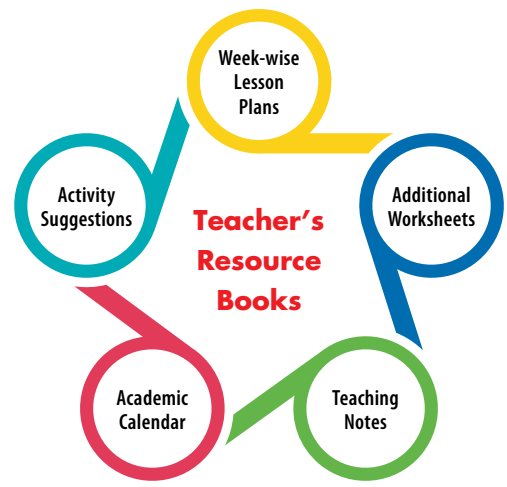 Week-wise
Lesson
Plans
Additional
Worksheets
Teaching
Notes
Academic
Calendar
Activity
Suggestions
Teacher's
Resource
Books